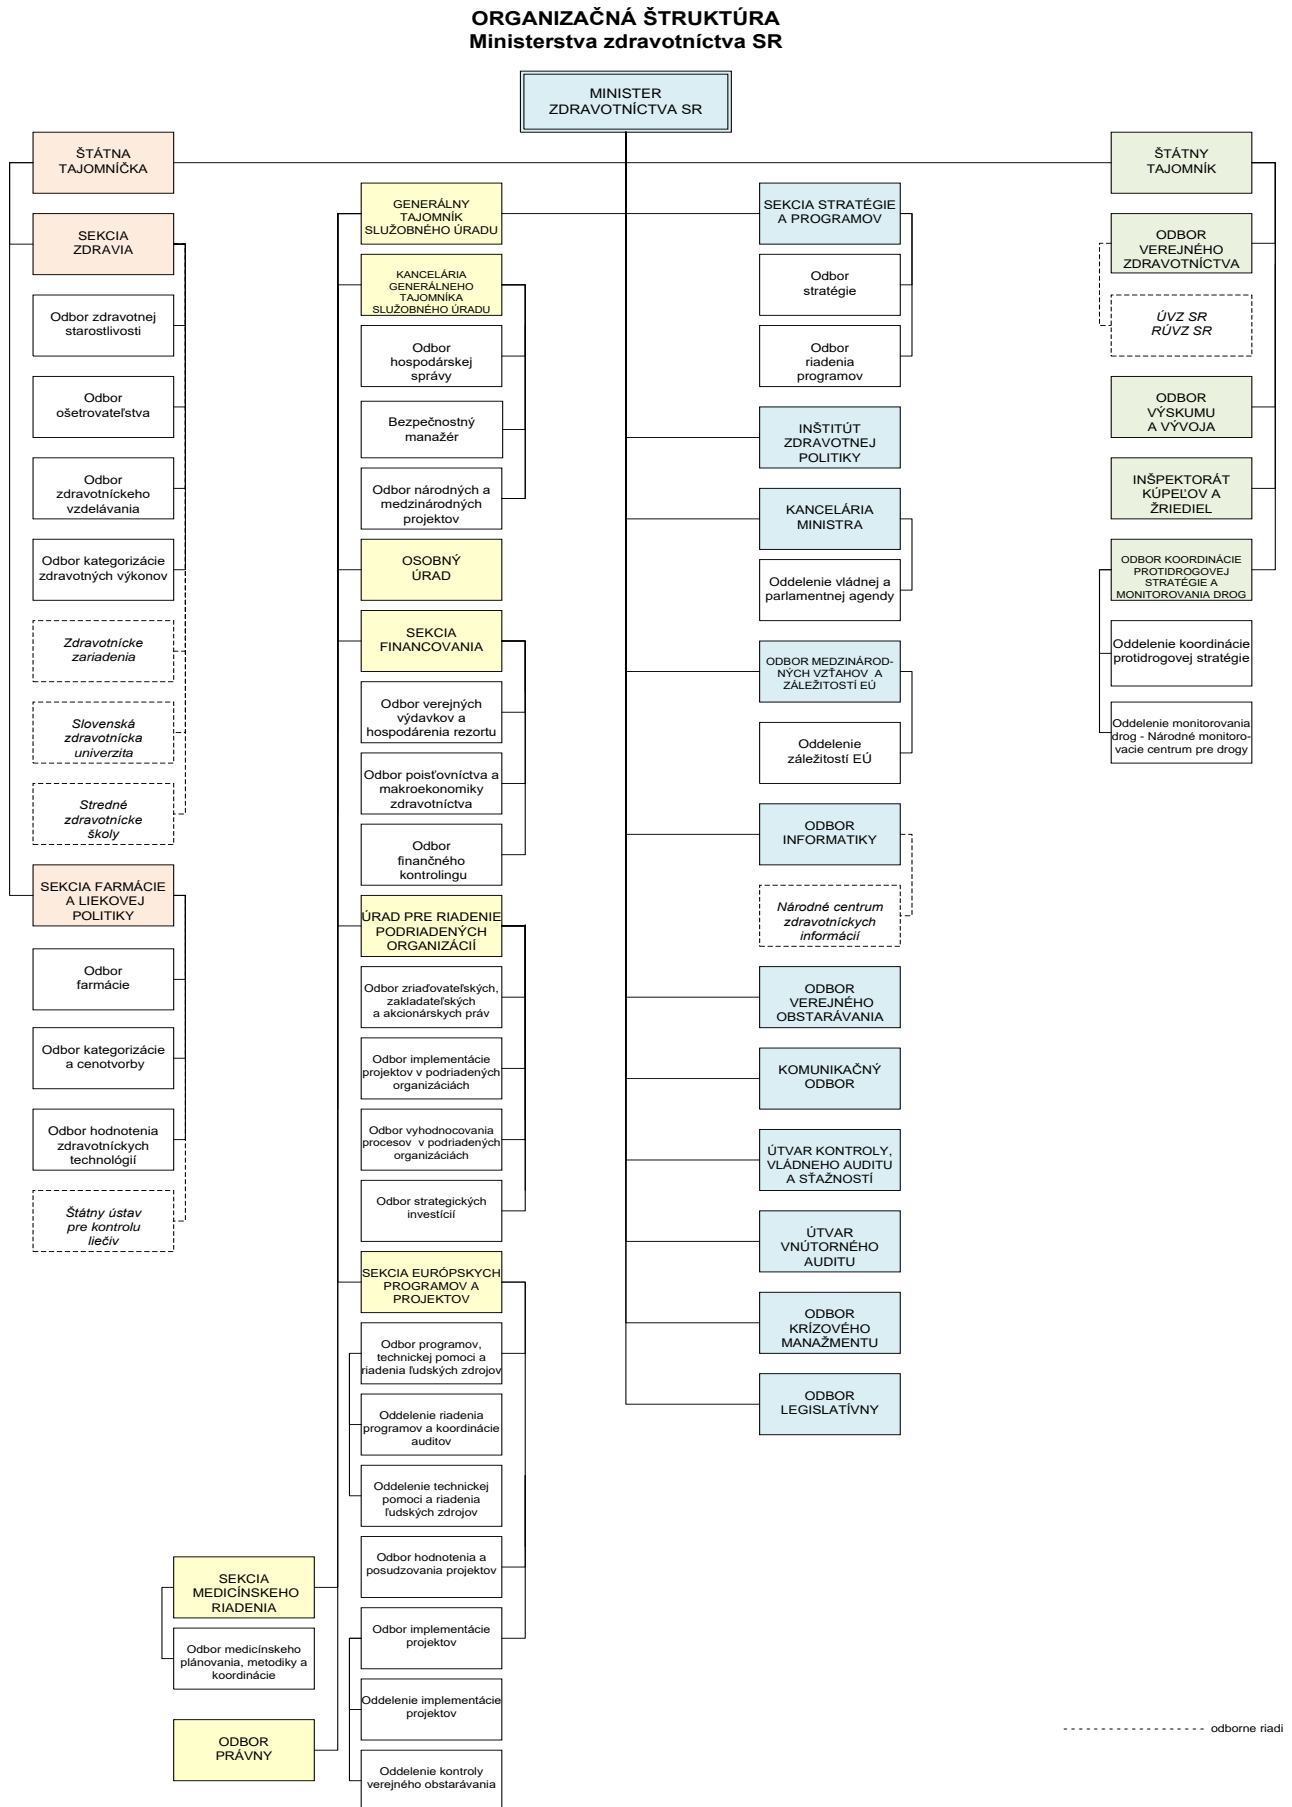 ORGANIZAČNÁ ŠTRUKTÚRA
Ministerstva zdravotníctva SR
MINISTER
ZDRAVOTNÍCTVA SR
ŠTÁTNA
TAJOMNÍČKA
SEKCIA
ZDRAVIA
Odbor zdravotnej
starostlivosti
Odbor
ošetrovateľstva
Odbor
zdravotníckeho
vzdelávania
Odbor kategorizácie
zdravotných výkonov
Zdravotnícke
zariadenia
Slovenská
zdravotnícka
univerzita
Stredné
zdravotnícke
školy
SEKCIA FARMÁCIE
A LIEKOVEJ
POLITIKY
Odbor
farmácie
Odbor kategorizácie
a cenotvorby
Odbor hodnotenia
zdravotníckych
technológií
Štátny ústav
pre kontrolu
liečiv
GENERÁLNY
TAJOMNÍK
SLUŽOBNÉHO ÚRADU
KANCELÁRIA
GENERÁLNEHO
TAJOMNÍKA
SLUŽOBNÉHO ÚRADU
Odbor
hospodárskej
správy
Bezpečnostný
manažér
Odbor národných a
medzinárodných
projektov
OSOBNÝ
ÚRAD
SEKCIA
FINANCOVANIA
Odbor verejných
výdavkov a
hospodárenia rezortu
Odbor poisťovníctva a
makroekonomiky
zdravotníctva
Odbor
finančného
kontrolingu
ÚRAD PRE RIADENIE
PODRIADENÝCH
ORGANIZÁCIÍ
Odbor zriaďovateľských,
zakladateľských
a akcionárskych práv
Odbor implementácie
projektov v podriadených
organizáciách
Odbor vyhodnocovania
procesov v podriadených
organizáciách
Odbor strategických
investícií
SEKCIA EURÓPSKYCH
PROGRAMOV A
PROJEKTOV
Odbor programov,
technickej pomoci a
riadenia ľudských zdrojov
Oddelenie riadenia
programov a koordinácie
auditov
Oddelenie technickej
pomoci a riadenia
ľudských zdrojov
Odbor hodnotenia a
posudzovania projektov
Odbor implementácie
projektov
Oddelenie implementácie
projektov
Oddelenie kontroly
verejného obstarávania
SEKCIA
MEDICÍNSKEHO
RIADENIA
Odbor medicínskeho
plánovania, metodiky a
koordinácie
ODBOR
PRÁVNY
SEKCIA STRATÉGIE
A PROGRAMOV
Odbor
stratégie
Odbor
riadenia
programov
INŠTITÚT
ZDRAVOTNEJ
POLITIKY
KANCELÁRIA
MINISTRA
Oddelenie vládnej a
parlamentnej agendy
ODBOR MEDZINÁROD-
NÝCH VZŤAHOV A
ZÁLEŽITOSTÍ EÚ
Oddelenie
záležitostí EÚ
ODBOR
INFORMATIKY
Národné centrum
zdravotníckych
informácií
ODBOR
VEREJNÉHO
OBSTARÁVANIA
KOMUNIKAČNÝ
ODBOR
ÚTVAR KONTROLY,
VLÁDNEHO AUDITU
A SŤAŽNOSTÍ
ÚTVAR
VNÚTORNÉHO
AUDITU
ODBOR
KRÍZOVÉHO
MANAŽMENTU
ODBOR
LEGISLATÍVNY
ŠTÁTNY
TAJOMNÍK
ODBOR
VEREJNÉHO
ZDRAVOTNÍCTVA
ÚVZ SR
RÚVZ SR
ODBOR
VÝSKUMU
A VÝVOJA
INŠPEKTORÁT
KÚPEĽOV A
ŽRIEDIEL
ODBOR KOORDINÁCIE
PROTIDROGOVEJ
STRATÉGIE A
MONITOROVANIA DROG
Oddelenie koordinácie
protidrogovej stratégie
Oddelenie monitorovania
drog - Národné monitoro-
vacie centrum pre drogy
odborne riadi